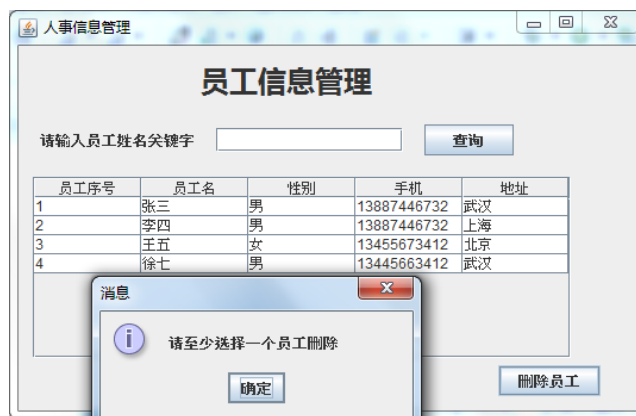 人事信息管理
员工信息管理
请输入员工姓名关键字 查询
员工序号 员工名 性别 手机 地址
1 张三 男 13887446732 武汉
2 李四 男 13887446732 上海
3 王五 女 13455673412 北京
4 徐七 男 13445663412 武汉
消息
请至少选择一个员工删除
确定
删除员工